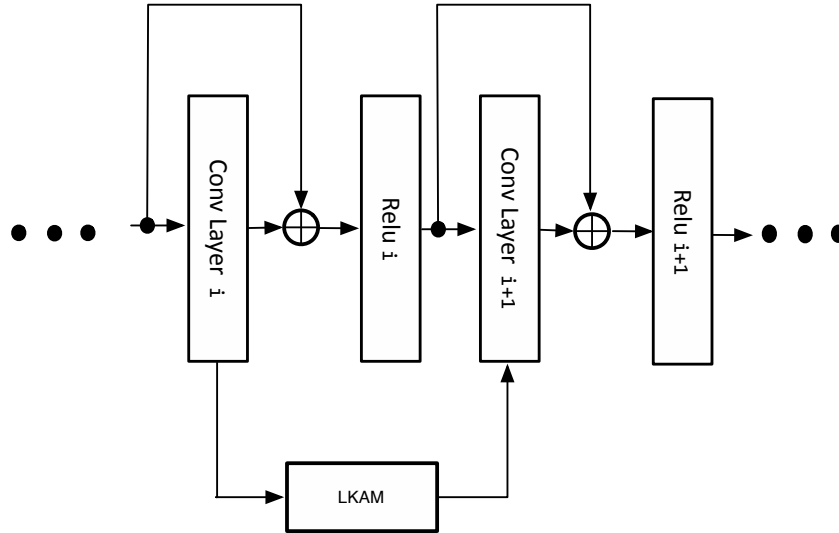 Conv Layer i
Relu i
Conv Layer i+1
Relu i+1
LKAM